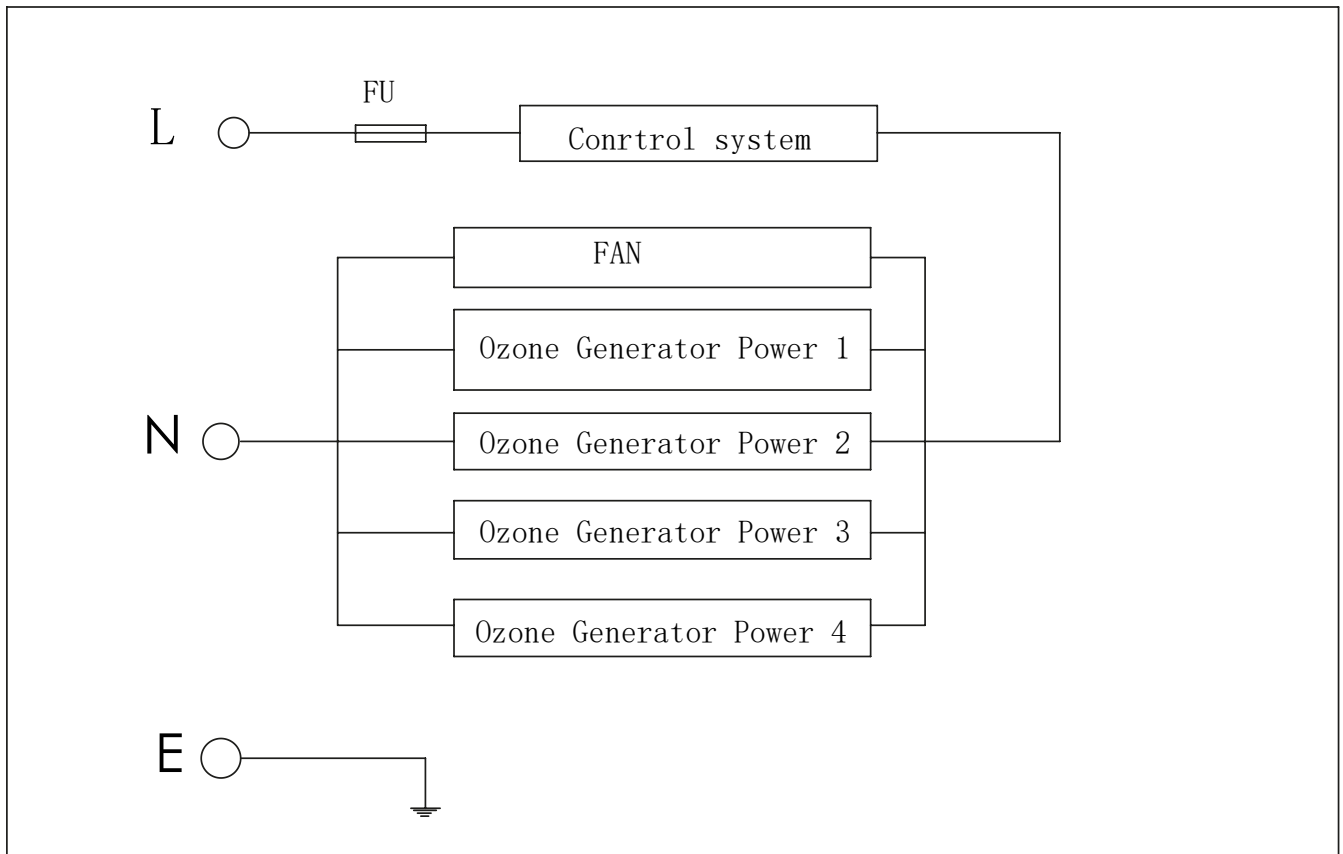 FU
L
Conrtrol system
FAN
Ozone Generator Power 1
N
Ozone Generator Power 2
Ozone Generator Power 3
Ozone Generator Power 4
E